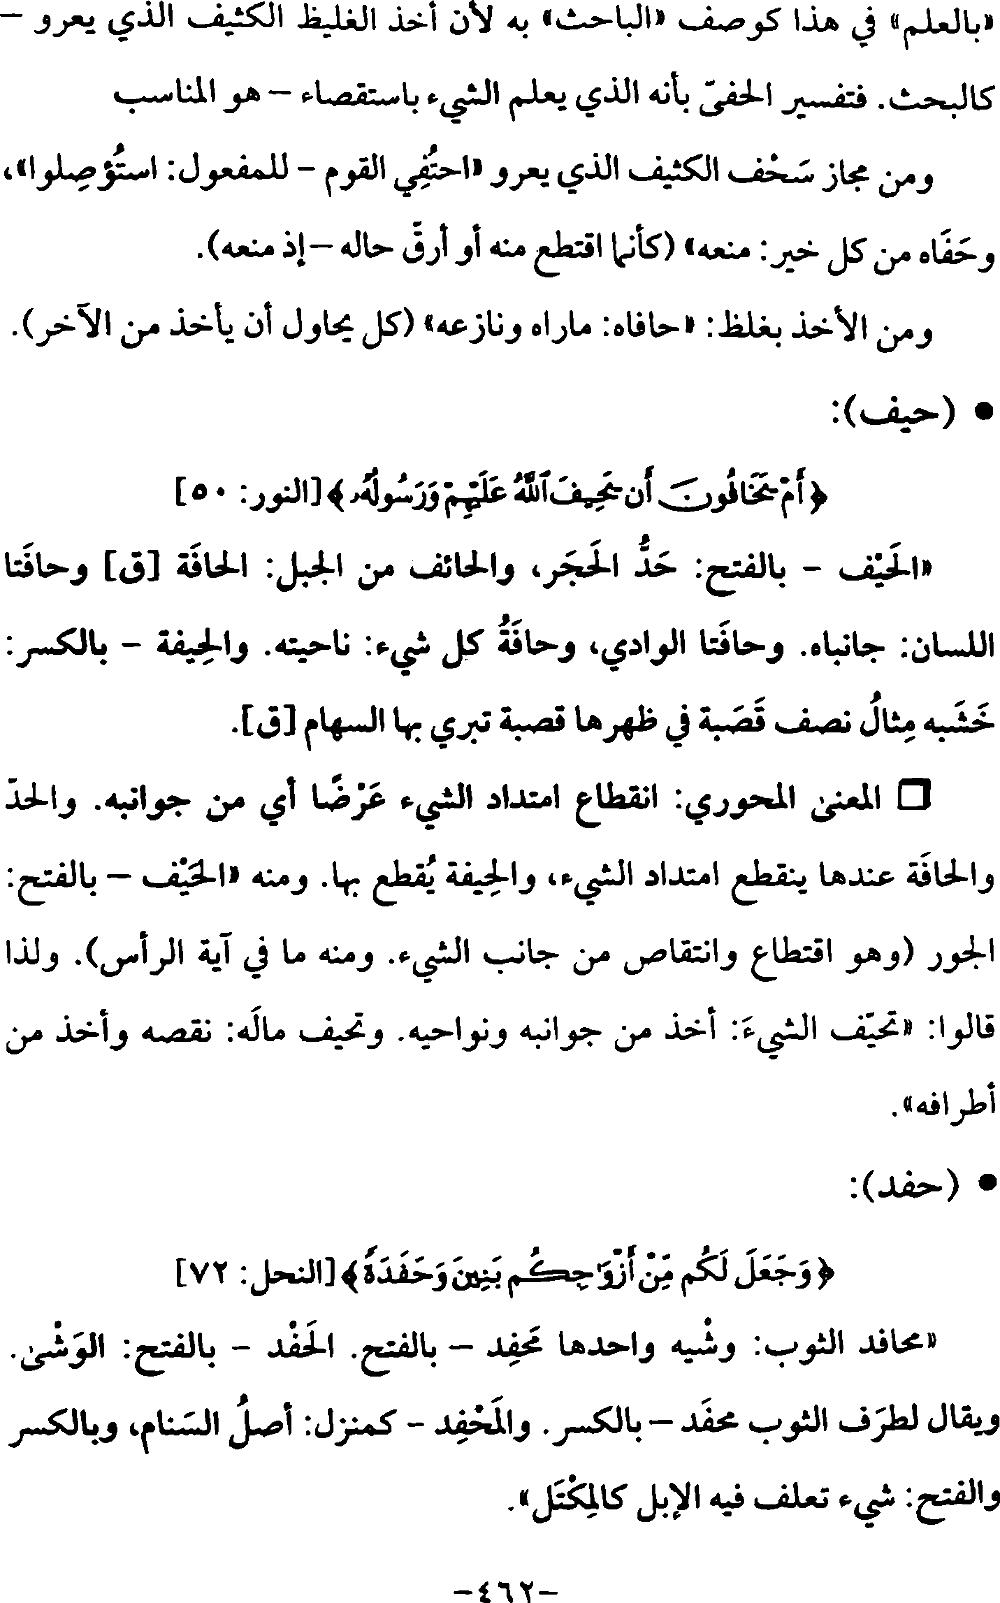 «بالعلم» في هذا كوصف «الباحث» به لأن أخذ الغليظ الكثيف الذي يعرو –
كالبحث. فتفسير الحفيّ بأنه الذي يعلم الشيء باستقصاء – هو المناسب
ومن مجاز سَحْف الكثيف الذي يعرو «احتُفِي القوم – للمفعول: استُؤصِلوا»،
وحَفَاه من كل خير: منعه» (كأنما اقتطع منه أو أرقّ حاله – إذ منعه).
ومن الأخذ بغلظ: «حافاه: ماراه ونازعه» (كل يحاول أن يأخذ من الآخر).
● (حيف):
﴿أَمْ يَخَافُونَ أَن يَحِيفَ ٱللَّهُ عَلَيْهِمْ وَرَسُولُهُۥ﴾ [النور: ٥٠]
«الحَيْف – بالفتح: حَدُّ الحَجَر، والحائف من الجبل: الحافَة [ق] وحافَتا
اللسان: جانباه. وحافَتا الوادي، وحافَةُ كل شيء: ناحيته. والحِيفة – بالكسر:
خَشَبه مِثالُ نصف قَصَبة في ظهرها قصبة تبري بها السهام [ق].
❒ المعنى المحوري: انقطاع امتداد الشيء عَرْضًا أي من جوانبه. والحدّ
والحافَة عندها ينقطع امتداد الشيء، والحِيفة يُقطع بها. ومنه «الحَيْف – بالفتح:
الجور (وهو اقتطاع وانتقاص من جانب الشيء. ومنه ما في آية الرأس). ولذا
قالوا: «تحيّف الشيءَ: أخذ من جوانبه ونواحيه. وتحيف مالَه: نقصه وأخذ من
أطرافه».
● (حفد):
﴿وَجَعَلَ لَكُم مِّنْ أَزْوَٰجِكُم بَنِينَ وَحَفَدَةً﴾ [النحل: ٧٢]
«محافد الثوب: وشْيه واحدها مَحفِد – بالفتح. الحَفْد – بالفتح: الوَشْىٰ.
ويقال لطرَف الثوب محفَد – بالكسر. والمَحْفِد – كمنزل: أصلُ السَنام، وبالكسر
والفتح: شيء تعلف فيه الإبل كالمِكْتَل».
–٤٦٢–